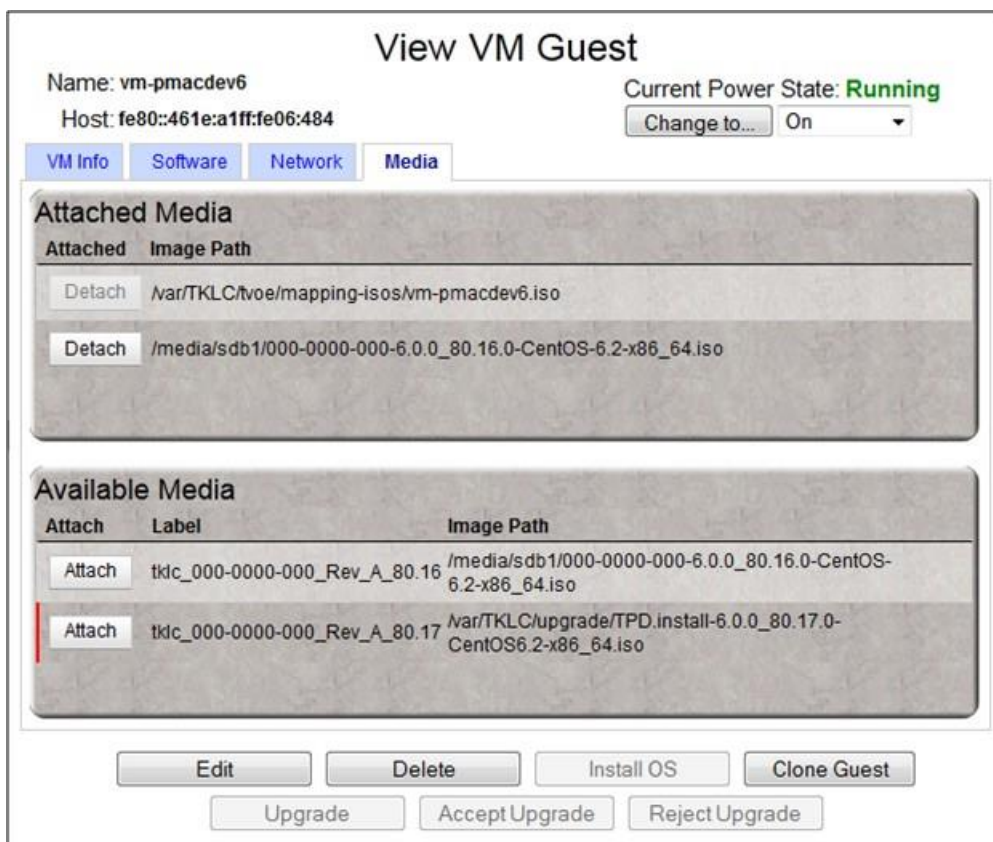 View VM Guest
Name: vm-pmacdev6
Current Power State: Running
Host: fe80::461e:a1ff:fe06:484
Change to... On
VM Info Software Network Media
Attached Media
Attached Image Path
Detach /var/TKLC/tvoe/mapping-isos/vm-pmacdev6.iso
Detach /media/sdb1/000-0000-000-6.0.0_80.16.0-CentOS-6.2-x86_64.iso
Available Media
Attach Label Image Path
Attach tklc_000-0000-000_Rev_A_80.16 /media/sdb1/000-0000-000-6.0.0_80.16.0-CentOS-
6.2-x86_64.iso
Attach tklc_000-0000-000_Rev_A_80.17 /var/TKLC/upgrade/TPD.install-6.0.0_80.17.0-
CentOS6.2-x86_64.iso
Edit Delete Install OS Clone Guest
Upgrade Accept Upgrade Reject Upgrade